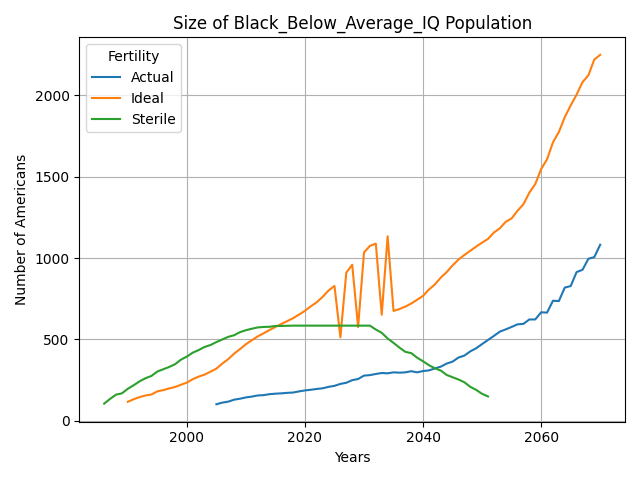 Size of Black_Below_Average_IQ Population
Fertility
Actual
Ideal
Sterile
Number of Americans
2000
1500
1000
500
0
2000
2020
2040
2060
Years